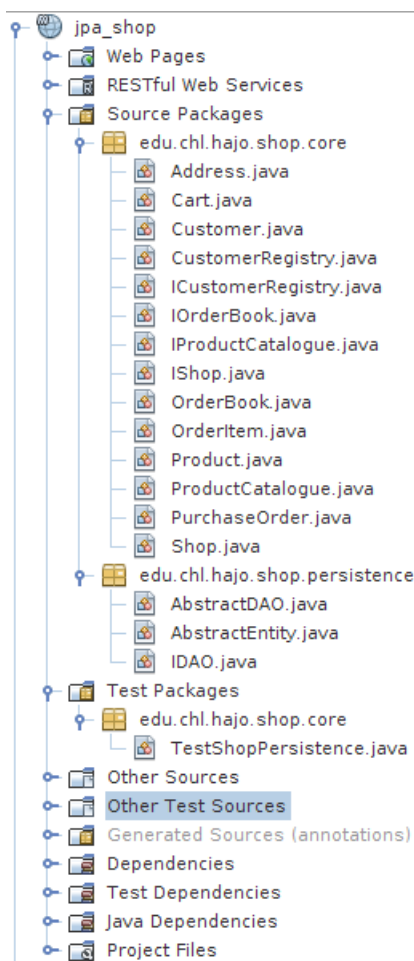 jpa_shop
Web Pages
RESTful Web Services
Source Packages
edu.chl.hajo.shop.core
Address.java
Cart.java
Customer.java
CustomerRegistry.java
ICustomerRegistry.java
IOrderBook.java
IProductCatalogue.java
IShop.java
OrderBook.java
OrderItem.java
Product.java
ProductCatalogue.java
PurchaseOrder.java
Shop.java
edu.chl.hajo.shop.persistence
AbstractDAO.java
AbstractEntity.java
IDAO.java
Test Packages
edu.chl.hajo.shop.core
TestShopPersistence.java
Other Sources
Other Test Sources
Generated Sources (annotations)
Dependencies
Test Dependencies
Java Dependencies
Project Files